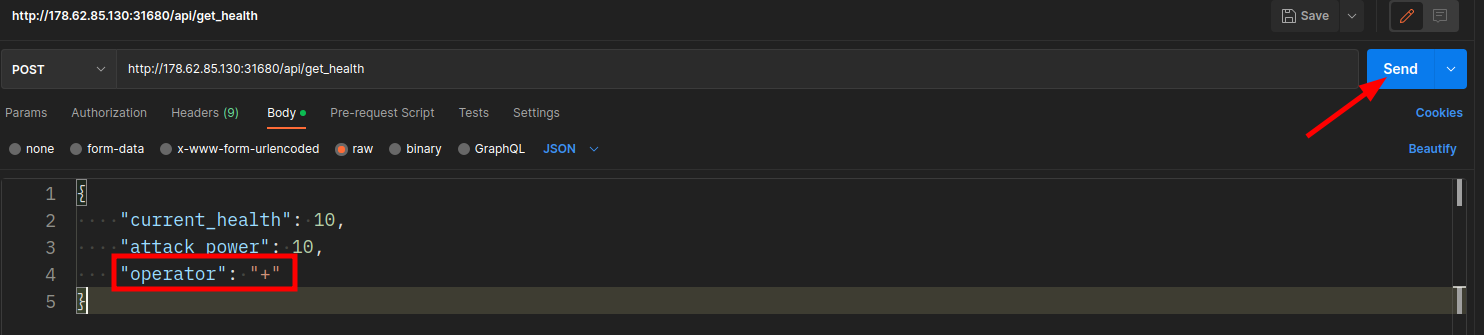 http://178.62.85.130:31680/api/get_health
Save
POST http://178.62.85.130:31680/api/get_health Send
Params Authorization Headers (9) Body Pre-request Script Tests Settings Cookies
none form-data x-www-form-urlencoded raw binary GraphQL JSON Beautify
1 {
2 "current_health": 10,
3 "attack_power": 10,
4 "operator": "+"
5 }